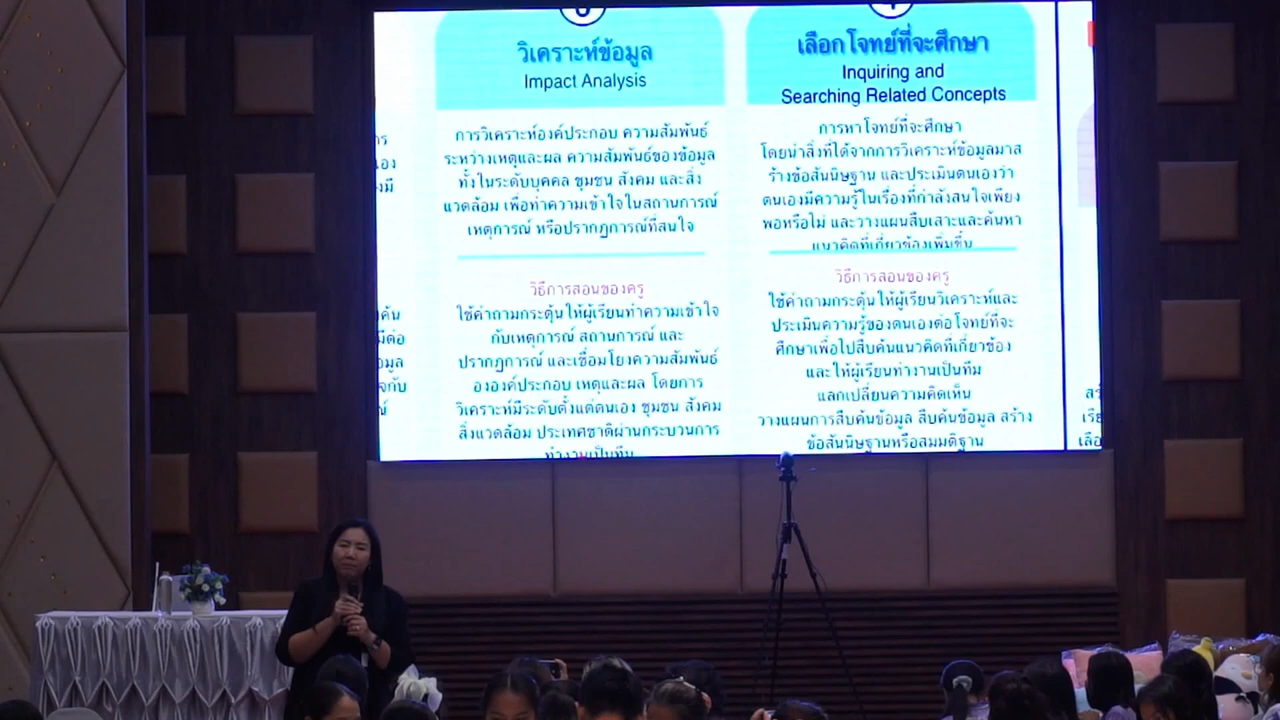 วิเคราะห์ข้อมูล
Impact Analysis
การวิเคราะห์องค์ประกอบ ความสัมพันธ์
ระหว่างเหตุและผล ความสัมพันธ์ของข้อมูล
ทั้งในระดับบุคคล ชุมชน สังคม และสิ่ง
แวดล้อม เพื่อทำความเข้าใจในสถานการณ์
เหตุการณ์ หรือปรากฏการณ์ที่สนใจ
วิธีการสอนของครู
ใช้คำถามกระตุ้นให้ผู้เรียนทำความเข้าใจ
กับเหตุการณ์ สถานการณ์ และ
ปรากฏการณ์ และเชื่อมโยงความสัมพันธ์
ขององค์ประกอบ เหตุและผล โดยการ
วิเคราะห์มีระดับตั้งแต่ตนเอง ชุมชน สังคม
สิ่งแวดล้อม ประเทศชาติผ่านกระบวนการ
ทำงานเป็นทีม
เลือกโจทย์ที่จะศึกษา
Inquiring and
Searching Related Concepts
การหาโจทย์ที่จะศึกษา
โดยนำสิ่งที่ได้จากการวิเคราะห์ข้อมูลมาส
ร้างข้อสันนิษฐาน และประเมินตนเองว่า
ตนเองมีความรู้ในเรื่องที่กำลังสนใจเพียง
พอหรือไม่ และวางแผนสืบเสาะและค้นหา
แนวคิดที่เกี่ยวข้องเพิ่มขึ้น
วิธีการสอนของครู
ใช้คำถามกระตุ้นให้ผู้เรียนวิเคราะห์และ
ประเมินความรู้ของตนเองต่อโจทย์ที่จะ
ศึกษาเพื่อไปสืบค้นแนวคิดที่เกี่ยวข้อง
และให้ผู้เรียนทำงานเป็นทีม
แลกเปลี่ยนความคิดเห็น
วางแผนการสืบค้นข้อมูล สืบค้นข้อมูล สร้าง
ข้อสันนิษฐานหรือสมมติฐาน